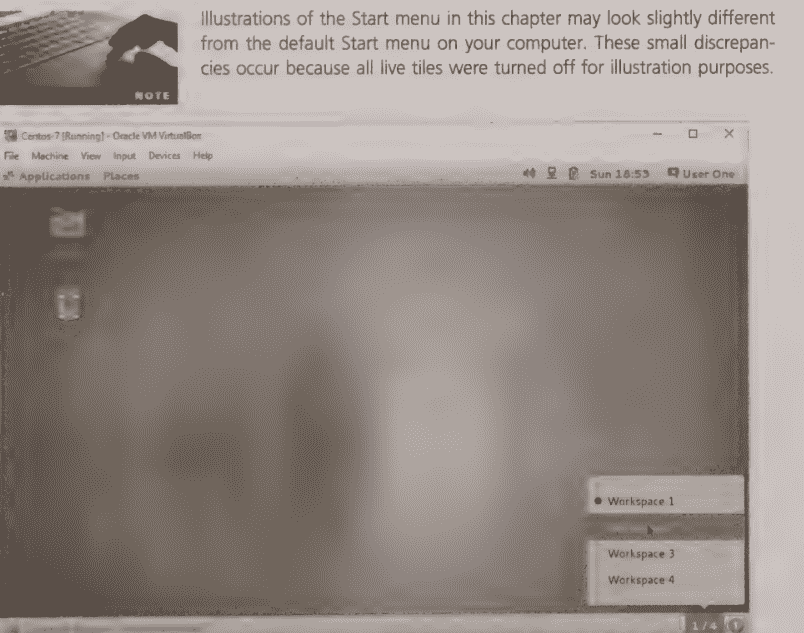 Illustrations of the Start menu in this chapter may look slightly different
from the default Start menu on your computer. These small discrepan-
cies occur because all live tiles were turned off for illustration purposes.
NOTE
Centos-7 [Running] - Oracle VM VirtualBox
File Machine View Input Devices Help
Applications Places Sun 18:53 User One
Workspace 1
Workspace 3
Workspace 4
1 / 4